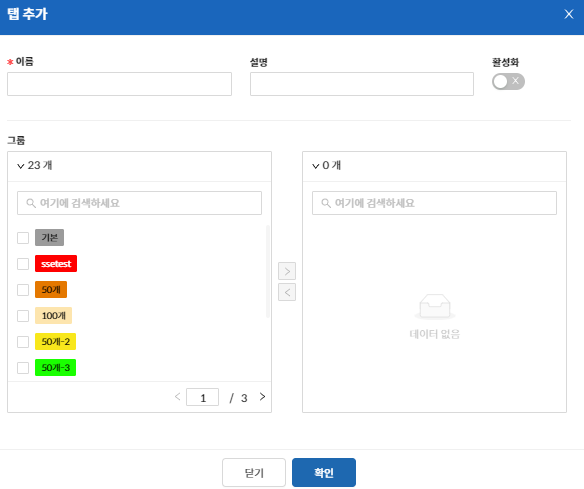 탭 추가 X
* 이름 설명 활성화
X
그룹
23 개 0 개
여기에 검색하세요 여기에 검색하세요
기본
ssetest
50개
100개
50개-2
50개-3
데이터 없음
1 / 3
닫기 확인